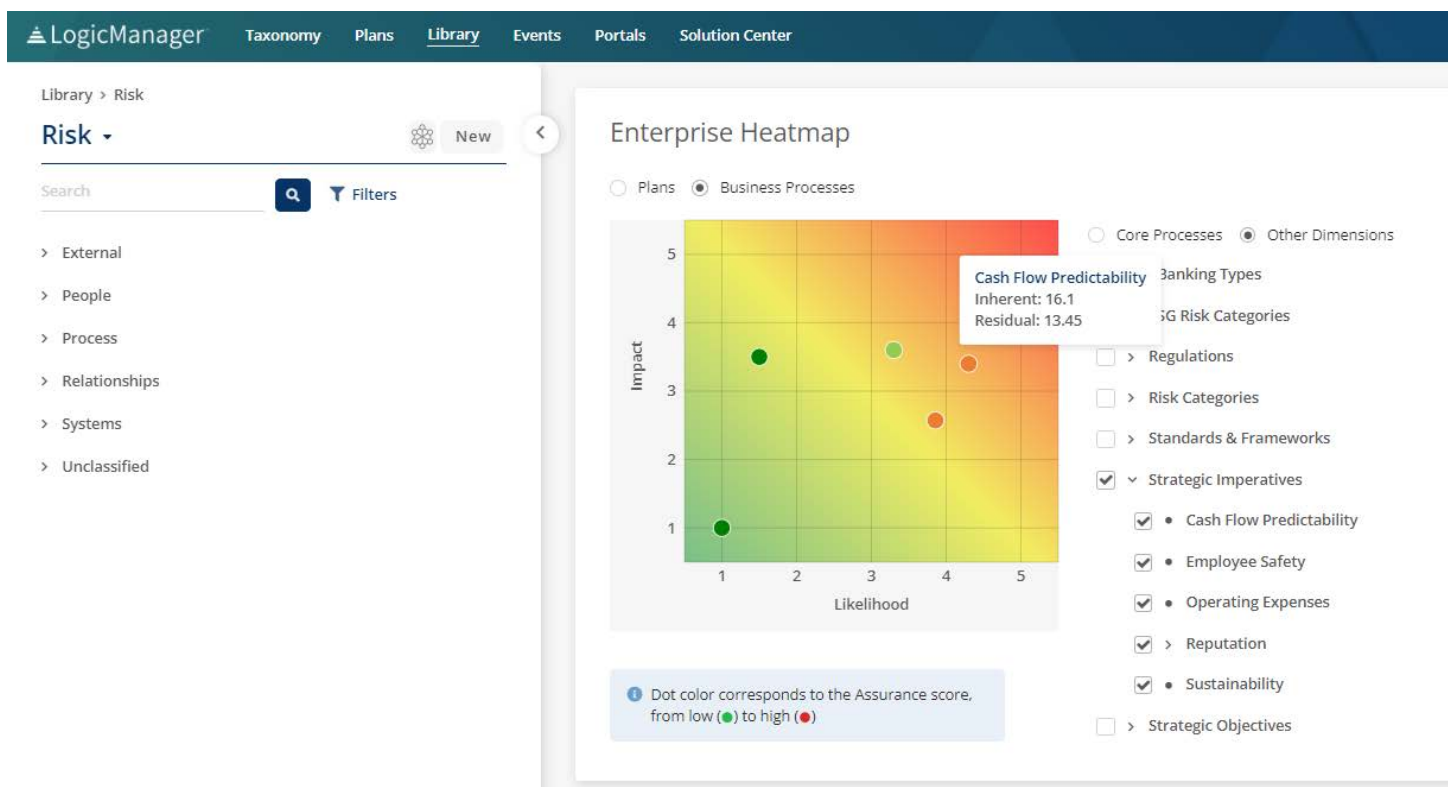 LogicManager Taxonomy Plans Library Events Portals Solution Center
Library > Risk
Risk
New
Search
Filters
> External
> People
> Process
> Relationships
> Systems
> Unclassified
Enterprise Heatmap
Plans Business Processes
Impact
5
4
3
2
1
1 2 3 4 5
Likelihood
Cash Flow Predictability
Inherent: 16.1
Residual: 13.45
Dot color corresponds to the Assurance score,
from low ( ) to high ( )
Core Processes Other Dimensions
Banking Types
SG Risk Categories
> Regulations
> Risk Categories
> Standards & Frameworks
Strategic Imperatives
• Cash Flow Predictability
• Employee Safety
• Operating Expenses
> Reputation
• Sustainability
> Strategic Objectives